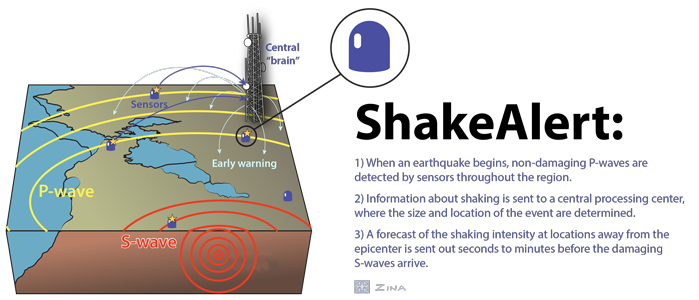 Central
"brain"
Sensors
Early warning
P-wave
S-wave
ShakeAlert:
1) When an earthquake begins, non-damaging P-waves are
detected by sensors throughout the region.
2) Information about shaking is sent to a central processing center,
where the size and location of the event are determined.
3) A forecast of the shaking intensity at locations away from the
epicenter is sent out seconds to minutes before the damaging
S-waves arrive.
ZINA